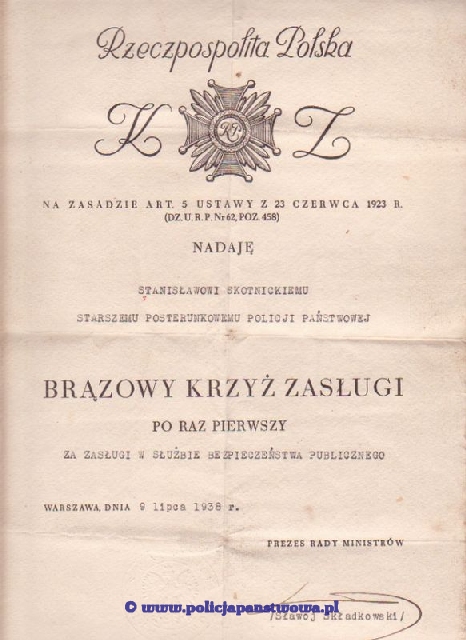 Rzeczpospolita Polska
K Z
RP
NA ZASADZIE ART. 5 USTAWY Z 23 CZERWCA 1923 R.
(DZ. U. R. P. Nr 62, POZ. 458)
NADAJĘ
STANISŁAWOWI SKOTNICKIEMU
STARSZEMU POSTERUNKOWEMU POLICJI PAŃSTWOWEJ
BRĄZOWY KRZYŻ ZASŁUGI
PO RAZ PIERWSZY
ZA ZASŁUGI W SŁUŻBIE BEZPIECZEŃSTWA PUBLICZNEGO
WARSZAWA, DNIA 9 lipca 1938 r.
PREZES RADY MINISTRÓW
© www.policjapanstwowa.pl
/Sławoj Składkowski/